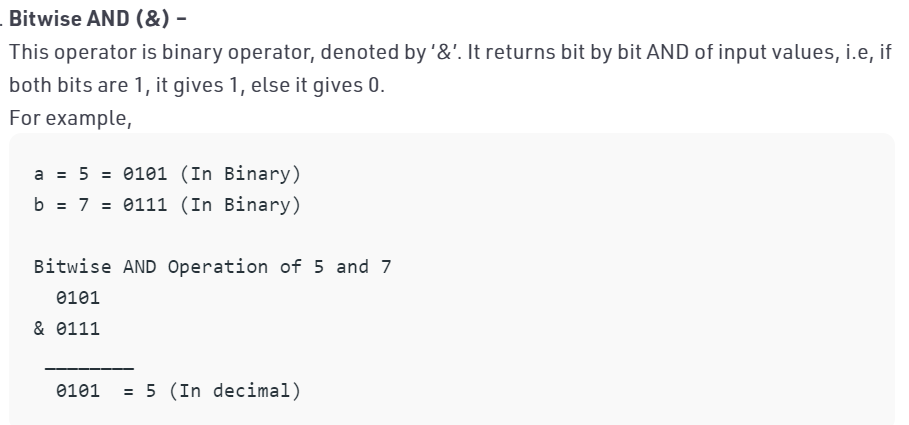 . Bitwise AND (&) –
This operator is binary operator, denoted by '&'. It returns bit by bit AND of input values, i.e, if
both bits are 1, it gives 1, else it gives 0.
For example,
a = 5 = 0101 (In Binary)
b = 7 = 0111 (In Binary)
Bitwise AND Operation of 5 and 7
0101
& 0111
________
0101 = 5 (In decimal)